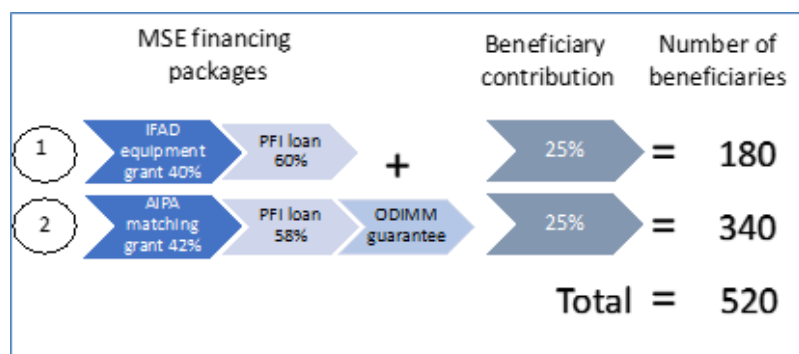 MSE financing
packages
Beneficiary
contribution
Number of
beneficiaries
1
IFAD
equipment
grant 40%
PFI loan
60%
+
25%
=
180
2
AIPA
matching
grant 42%
PFI loan
58%
ODIMM
guarantee
25%
=
340
Total = 520